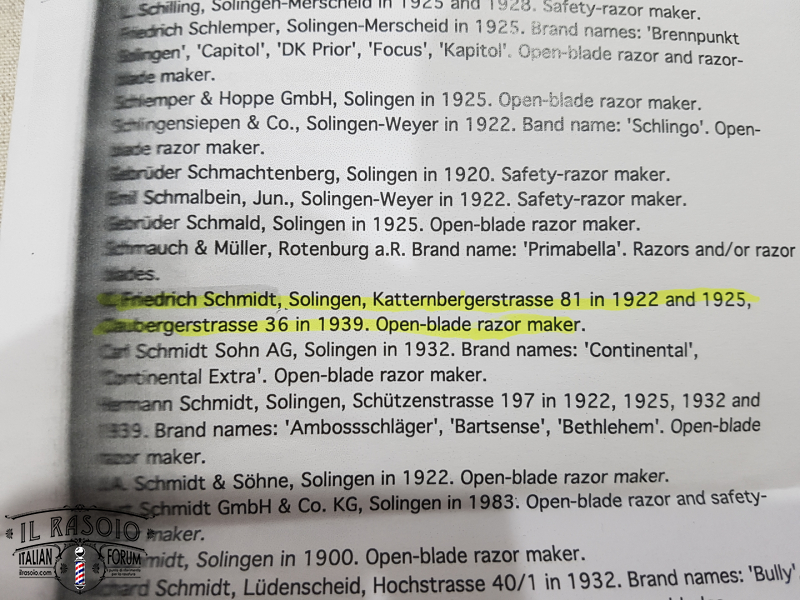 L. Schilling, Solingen-Merscheid in 1925 and 1928. Safety-razor maker.
Friedrich Schlemper, Solingen-Merscheid in 1925. Brand names: 'Brennpunkt
Solingen', 'Capitol', 'DK Prior', 'Focus', 'Kapitol'. Open-blade razor and razor-
blade maker.
Schlemper & Hoppe GmbH, Solingen in 1925. Open-blade razor maker.
Schlingensiepen & Co., Solingen-Weyer in 1922. Band name: 'Schlingo'. Open-
blade razor maker.
Gebrüder Schmachtenberg, Solingen in 1920. Safety-razor maker.
Emil Schmalbein, Jun., Solingen-Weyer in 1922. Safety-razor maker.
Gebrüder Schmald, Solingen in 1925. Open-blade razor maker.
Schmauch & Müller, Rotenburg a.R. Brand name: 'Primabella'. Razors and/or razor
blades.
Friedrich Schmidt, Solingen, Katternbergerstrasse 81 in 1922 and 1925,
36 in 1939. Open-blade razor maker.
Carl Schmidt Sohn AG, Solingen in 1932. Brand names: 'Continental',
'Continental Extra'. Open-blade razor maker.
Hermann Schmidt, Solingen, Schützenstrasse 197 in 1922, 1925, 1932 and
1939. Brand names: 'Ambossschläger', 'Bartsense', 'Bethlehem'. Open-blade
razor maker.
Schmidt & Söhne, Solingen in 1922. Open-blade razor maker.
Schmidt GmbH & Co. KG, Solingen in 1983. Open-blade razor and safety-
maker.
Schmidt, Solingen in 1900. Open-blade razor maker.
Schmidt, Lüdenscheid, Hochstrasse 40/1 in 1932. Brand names: 'Bully'
IL RASOIO
ITALIAN FORUM
ilrasoio.com